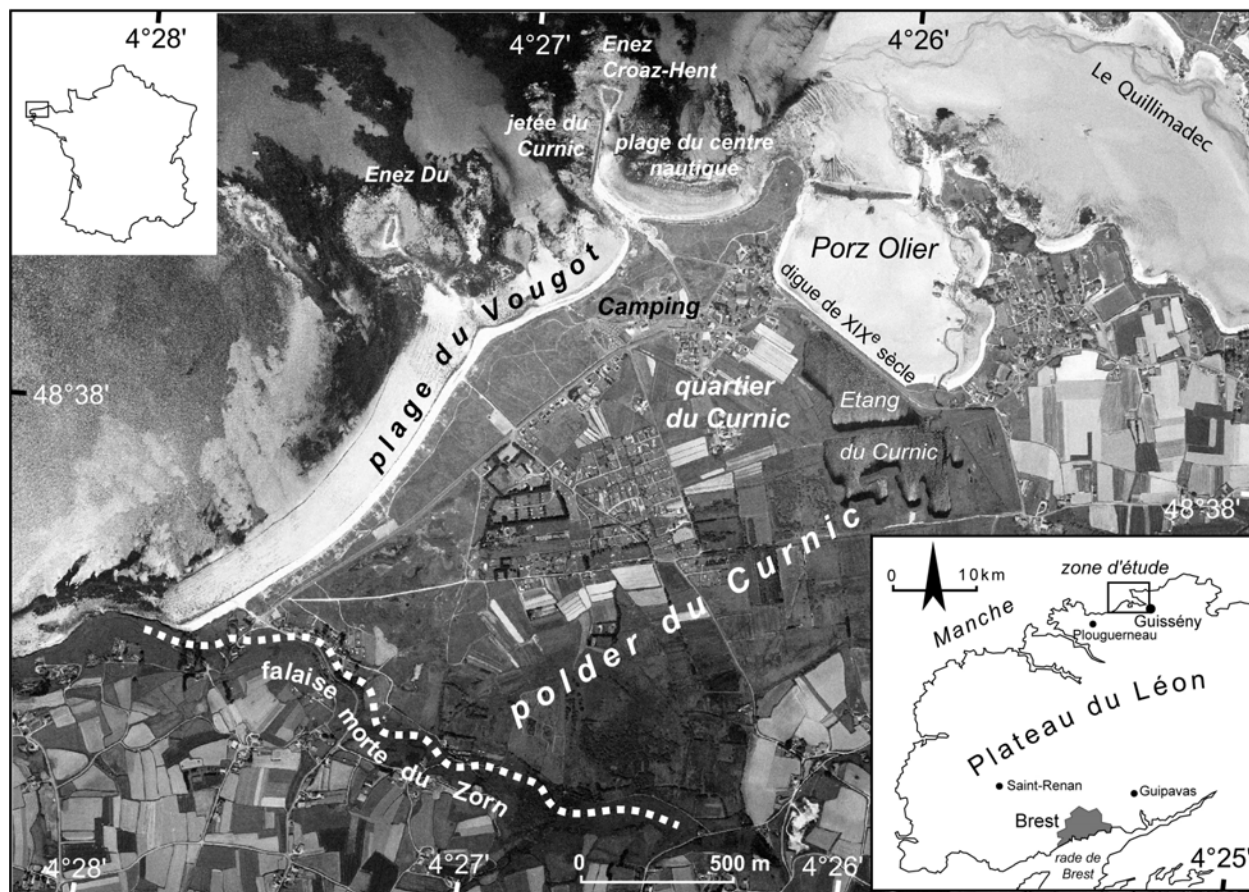 4°28'
4°27'
4°26'
Enez
Croaz-Hent
Le Quillimadec
jetée du
Curnic
plage du centre
nautique
Enez Du
Porz Olier
plage du Vougot
Camping
digue de XIXe sècle
48°38'
quartier
du Curnic
Etang
du Curnic
48°38'
polder du Curnic
falaise morte du Zorn
0 10km
zone d'étude
Manche
Guissény
Plouguerneau
Plateau du Léon
Saint-Renan
Guipavas
Brest
rade de
Brest
4°28'
4°27'
0 500 m
4°26'
4°25'